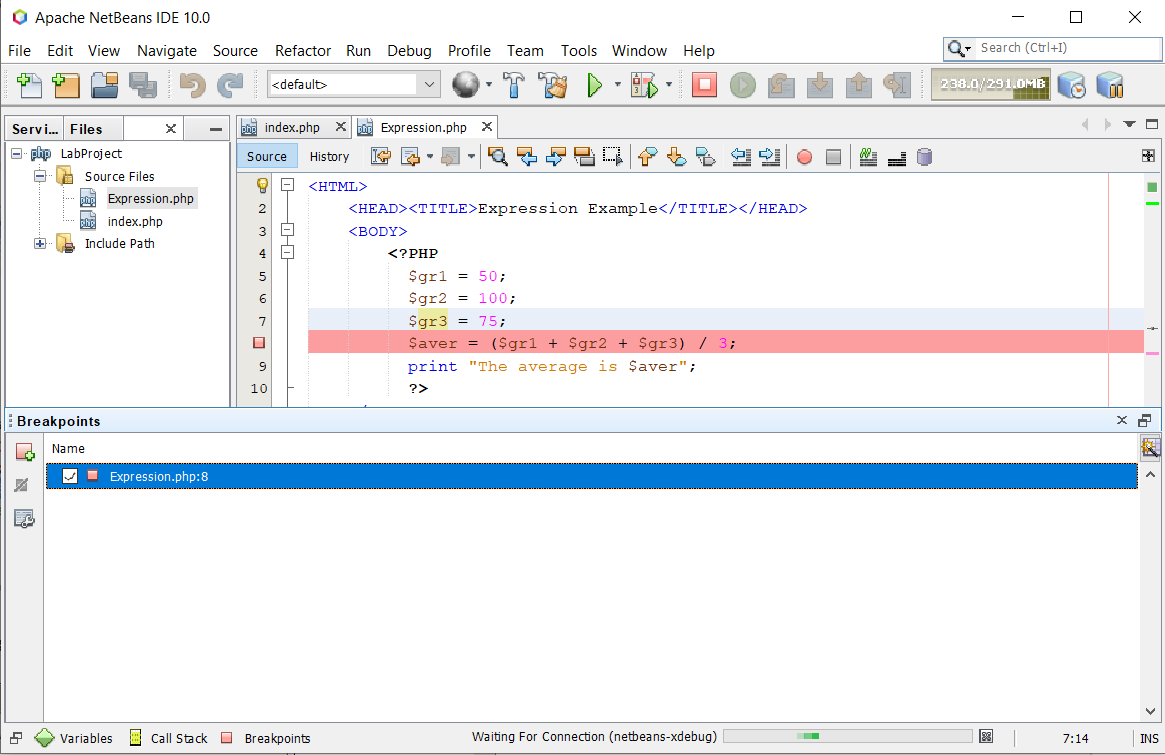 Apache NetBeans IDE 10.0
File Edit View Navigate Source Refactor Run Debug Profile Team Tools Window Help
Search (Ctrl+I)
<default>
238.0/291.0MB
Servi... Files
index.php Expression.php
LabProject
Source Files
Expression.php
index.php
Include Path
Source History
<HTML>
2 <HEAD><TITLE>Expression Example</TITLE></HEAD>
3 <BODY>
4 <?PHP
5 $gr1 = 50;
6 $gr2 = 100;
7 $gr3 = 75;
$aver = ($gr1 + $gr2 + $gr3) / 3;
9 print "The average is $aver";
10 ?>
Breakpoints
Name
Expression.php:8
Variables Call Stack Breakpoints
Waiting For Connection (netbeans-xdebug)
7:14 INS